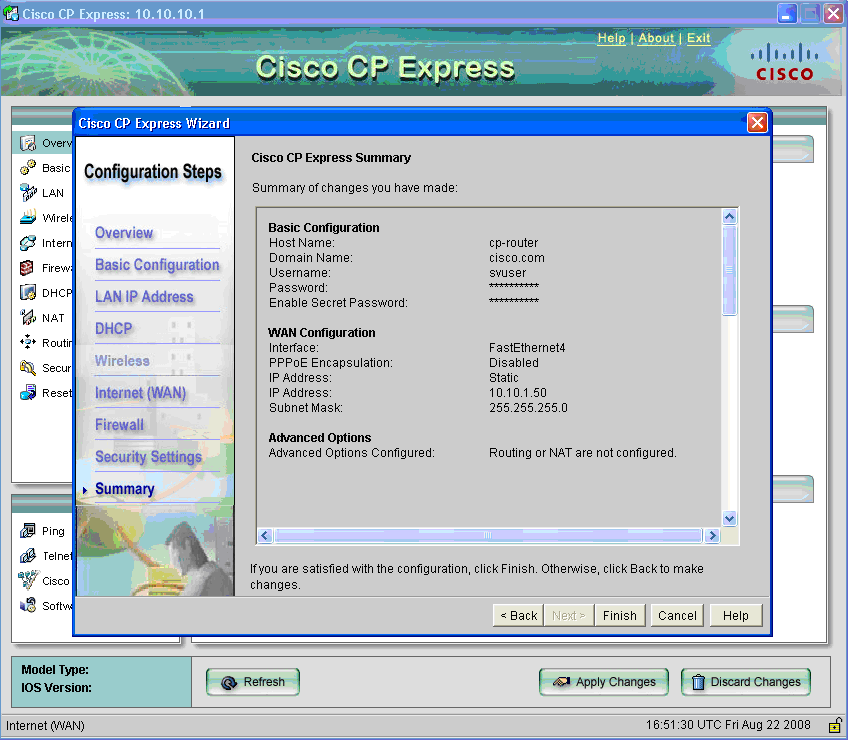 Cisco CP Express: 10.10.10.1
Help | About | Exit
Cisco CP Express
CISCO
Overv
Basic
LAN
Wirele
Intern
Firew
DHCP
NAT
Routin
Secur
Reset
Ping
Telne
Cisco
Softw
Cisco CP Express Wizard
Configuration Steps
Overview
Basic Configuration
LAN IP Address
DHCP
Wireless
Internet (WAN)
Firewall
Security Settings
Summary
Cisco CP Express Summary
Summary of changes you have made:
Basic Configuration
Host Name: cp-router
Domain Name: cisco.com
Username: svuser
Password: **********
Enable Secret Password: **********
WAN Configuration
Interface: FastEthernet4
PPPoE Encapsulation: Disabled
IP Address: Static
IP Address: 10.10.1.50
Subnet Mask: 255.255.255.0
Advanced Options
Advanced Options Configured: Routing or NAT are not configured.
If you are satisfied with the configuration, click Finish. Otherwise, click Back to make
changes.
< Back Next > Finish Cancel Help
Model Type:
IOS Version:
Refresh Apply Changes Discard Changes
Internet (WAN) 16:51:30 UTC Fri Aug 22 2008